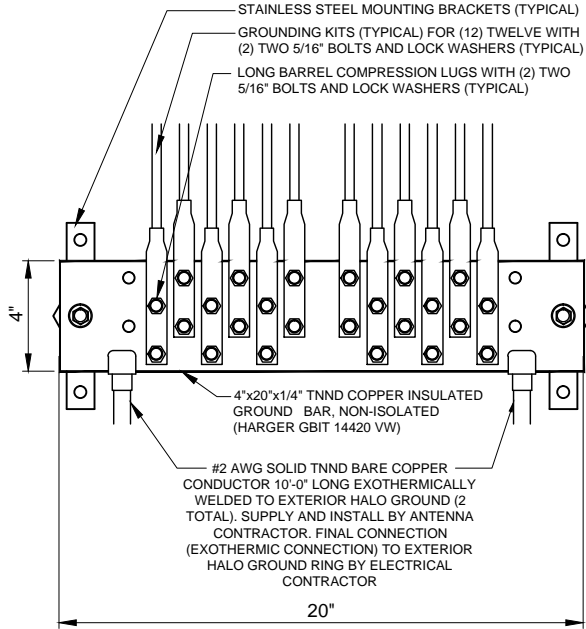 STAINLESS STEEL MOUNTING BRACKETS (TYPICAL)
GROUNDING KITS (TYPICAL) FOR (12) TWELVE WITH
(2) TWO 5/16" BOLTS AND LOCK WASHERS (TYPICAL)
LONG BARREL COMPRESSION LUGS WITH (2) TWO
5/16" BOLTS AND LOCK WASHERS (TYPICAL)
4"
4"x20"x1/4" TNND COPPER INSULATED
GROUND BAR, NON-ISOLATED
(HARGER GBIT 14420 VW)
#2 AWG SOLID TNND BARE COPPER
CONDUCTOR 10'-0" LONG EXOTHERMICALLY
WELDED TO EXTERIOR HALO GROUND (2
TOTAL). SUPPLY AND INSTALL BY ANTENNA
CONTRACTOR. FINAL CONNECTION
(EXOTHERMIC CONNECTION) TO EXTERIOR
HALO GROUND RING BY ELECTRICAL
CONTRACTOR
20"